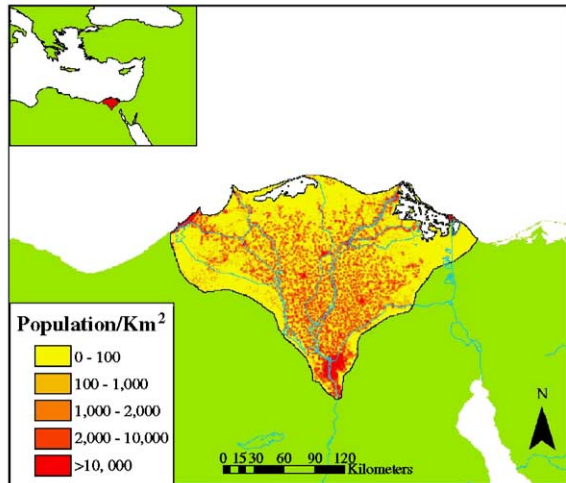 Population/Km²
0 - 100
100 - 1,000
1,000 - 2,000
2,000 - 10,000
>10, 000
N
0 15 30 60 90 120
Kilometers